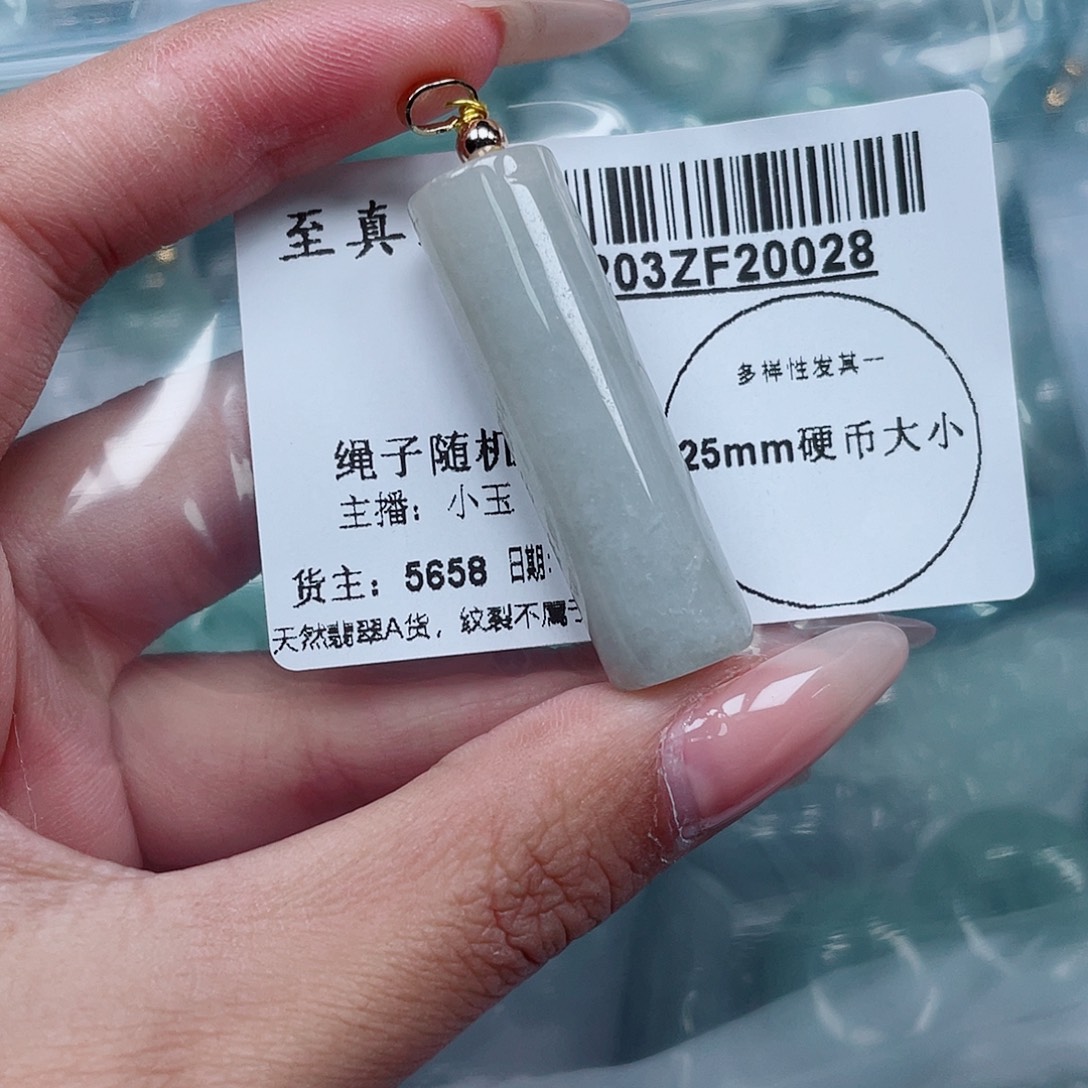 至真
203ZF20028
多样性发其一
25mm硬币大小
绳子随机
主播：小玉
货主：5658 日期：
天然翡翠A货，纹裂不属于